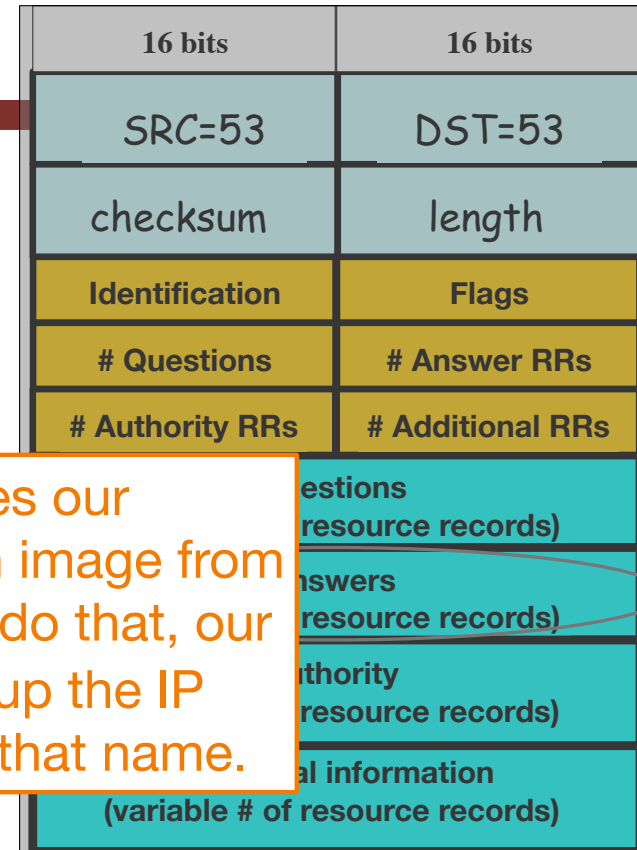 16 bits 16 bits
SRC=53 DST=53
checksum length
Identification Flags
# Questions # Answer RRs
# Authority RRs # Additional RRs
estions
resource records)
nswers
resource records)
uthority
resource records)
al information
(variable # of resource records)
es our
image from
do that, our
up the IP
that name.